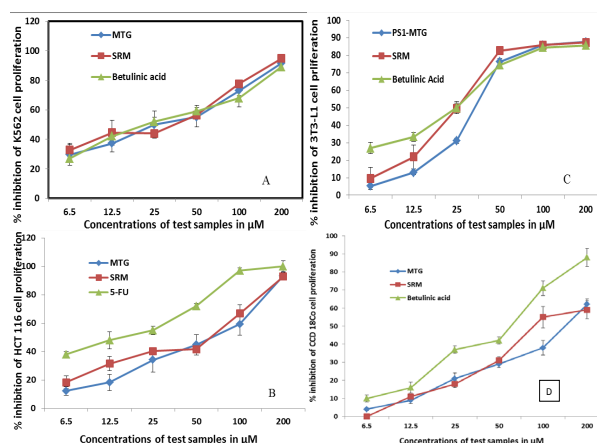 % inhibition of K562 cell proliferation
120
100
80
60
40
20
0
MTG
SRM
Betulinic acid
A
6.5 12.5 25 50 100 200
Concentrations of test samples in µM
% inhibition of 3T3-L1 cell proliferation
100
90
80
70
60
50
40
30
20
10
0
PS1-MTG
SRM
Betulinic Acid
C
6.5 12.5 25 50 100 200
Concentrations of test samples in µM
% inhibition of HCT 116 cell proliferation
120
100
80
60
40
20
0
MTG
SRM
5-FU
B
6.5 12.5 25 50 100 200
Concentrations of test samples in µM
% inhibition of CCD18Co cell proliferation
100
90
80
70
60
50
40
30
20
10
0
MTG
SRM
Betulinic acid
D
6.5 12.5 25 50 100 200
Concentrations of test samples in µM